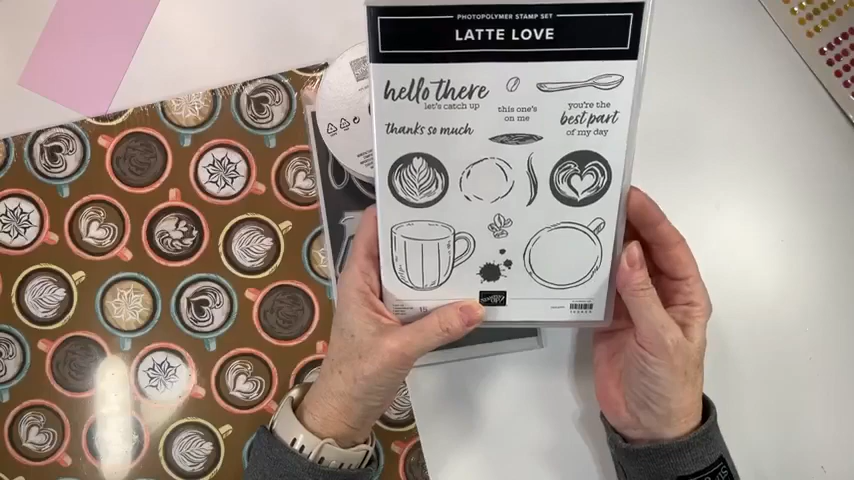 PHOTOPOLYMER STAMP SET
LATTE LOVE
hello there
let's catch up
this one's
on me
you're the
best part
of my day
thanks so much